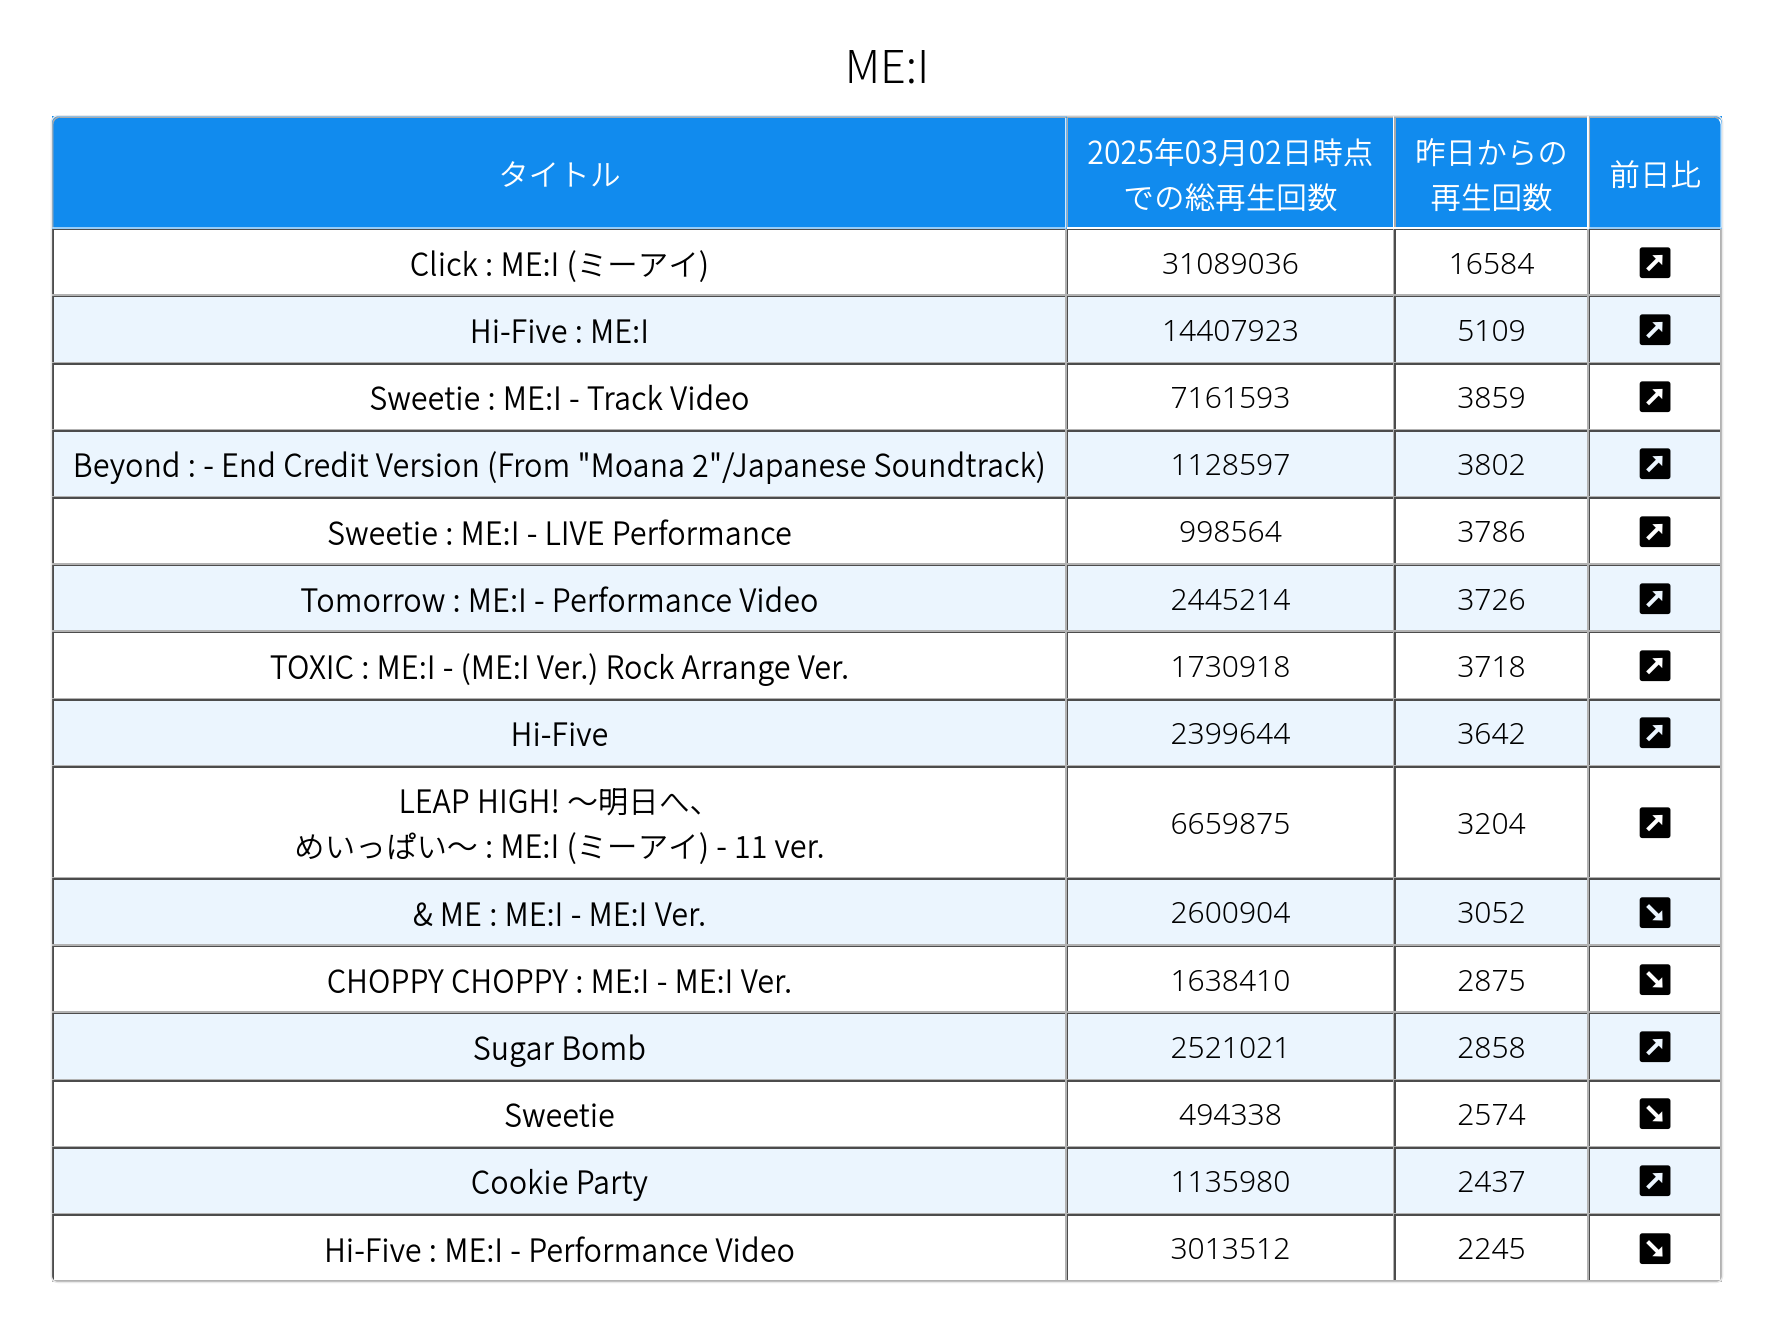 ME:I
タイトル
2025年03月02日時点
での総再生回数
昨日からの
再生回数
前日比
Click : ME:I (ミーアイ) 31089036 16584
Hi-Five : ME:I 14407923 5109
Sweetie : ME:I - Track Video 7161593 3859
Beyond : - End Credit Version (From "Moana 2"/Japanese Soundtrack) 1128597 3802
Sweetie : ME:I - LIVE Performance 998564 3786
Tomorrow : ME:I - Performance Video 2445214 3726
TOXIC : ME:I - (ME:I Ver.) Rock Arrange Ver. 1730918 3718
Hi-Five 2399644 3642
LEAP HIGH! 〜明日へ、
めいっぱい〜 : ME:I (ミーアイ) - 11 ver. 6659875 3204
& ME : ME:I - ME:I Ver. 2600904 3052
CHOPPY CHOPPY : ME:I - ME:I Ver. 1638410 2875
Sugar Bomb 2521021 2858
Sweetie 494338 2574
Cookie Party 1135980 2437
Hi-Five : ME:I - Performance Video 3013512 2245